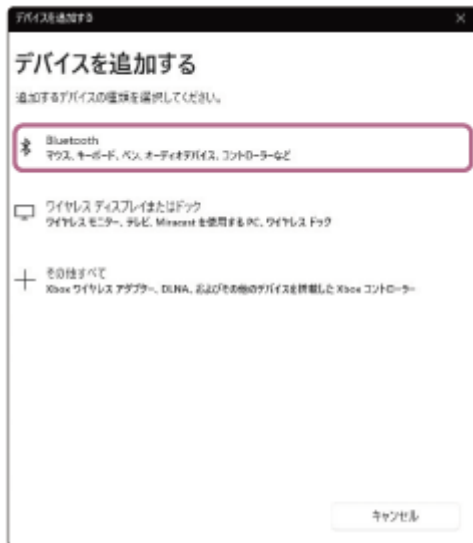 デバイスを追加する
デバイスを追加する
追加するデバイスの種類を選択してください。
Bluetooth
マウス、キーボード、ペン、オーディオデバイス、コントローラーなど
ワイヤレス ディスプレイまたはドック
ワイヤレス モニター、テレビ、Miracast を使用する PC、ワイヤレス ドック
その他すべて
Xbox ワイヤレス アダプター、DLNA、およびその他のデバイスを搭載した Xbox コントローラー
キャンセル